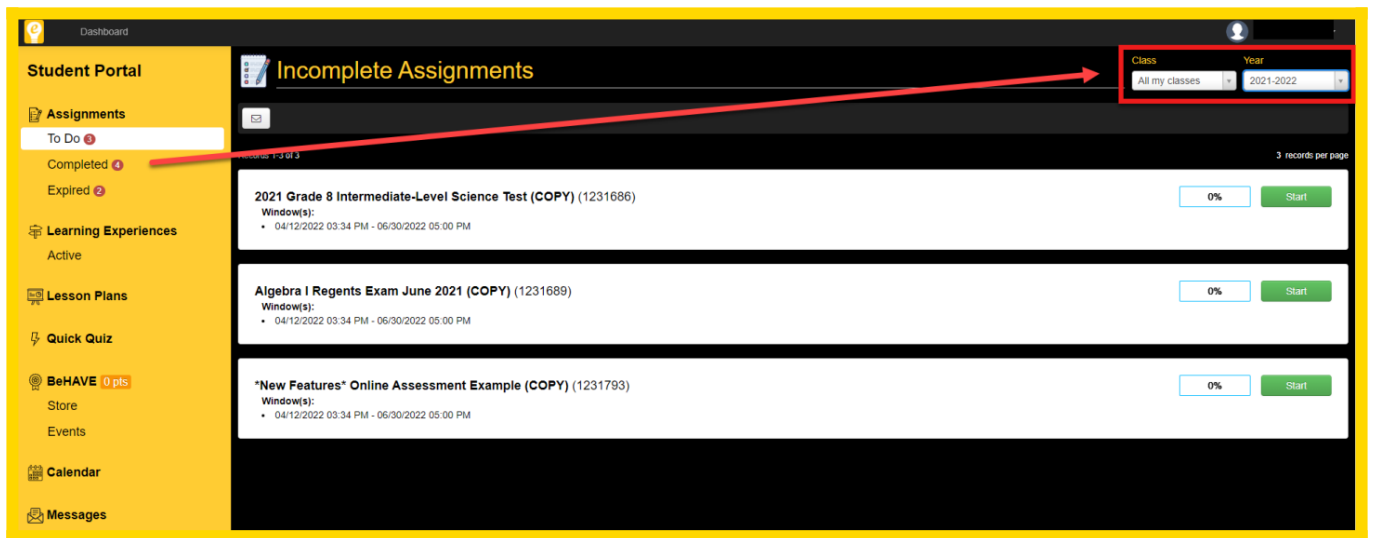 Dashboard
Student Portal
Assignments
To Do 3
Completed 4
Expired 2
Learning Experiences
Active
Lesson Plans
Quick Quiz
BeHAVE 0 pts
Store
Events
Calendar
Messages
Incomplete Assignments
Class Year
All my classes 2021-2022
Records 1-3 of 3 3 records per page
2021 Grade 8 Intermediate-Level Science Test (COPY) (1231686) 0% Start
Window(s):
• 04/12/2022 03:34 PM - 06/30/2022 05:00 PM
Algebra I Regents Exam June 2021 (COPY) (1231689) 0% Start
Window(s):
• 04/12/2022 03:34 PM - 06/30/2022 05:00 PM
*New Features* Online Assessment Example (COPY) (1231793) 0% Start
Window(s):
• 04/12/2022 03:34 PM - 06/30/2022 05:00 PM